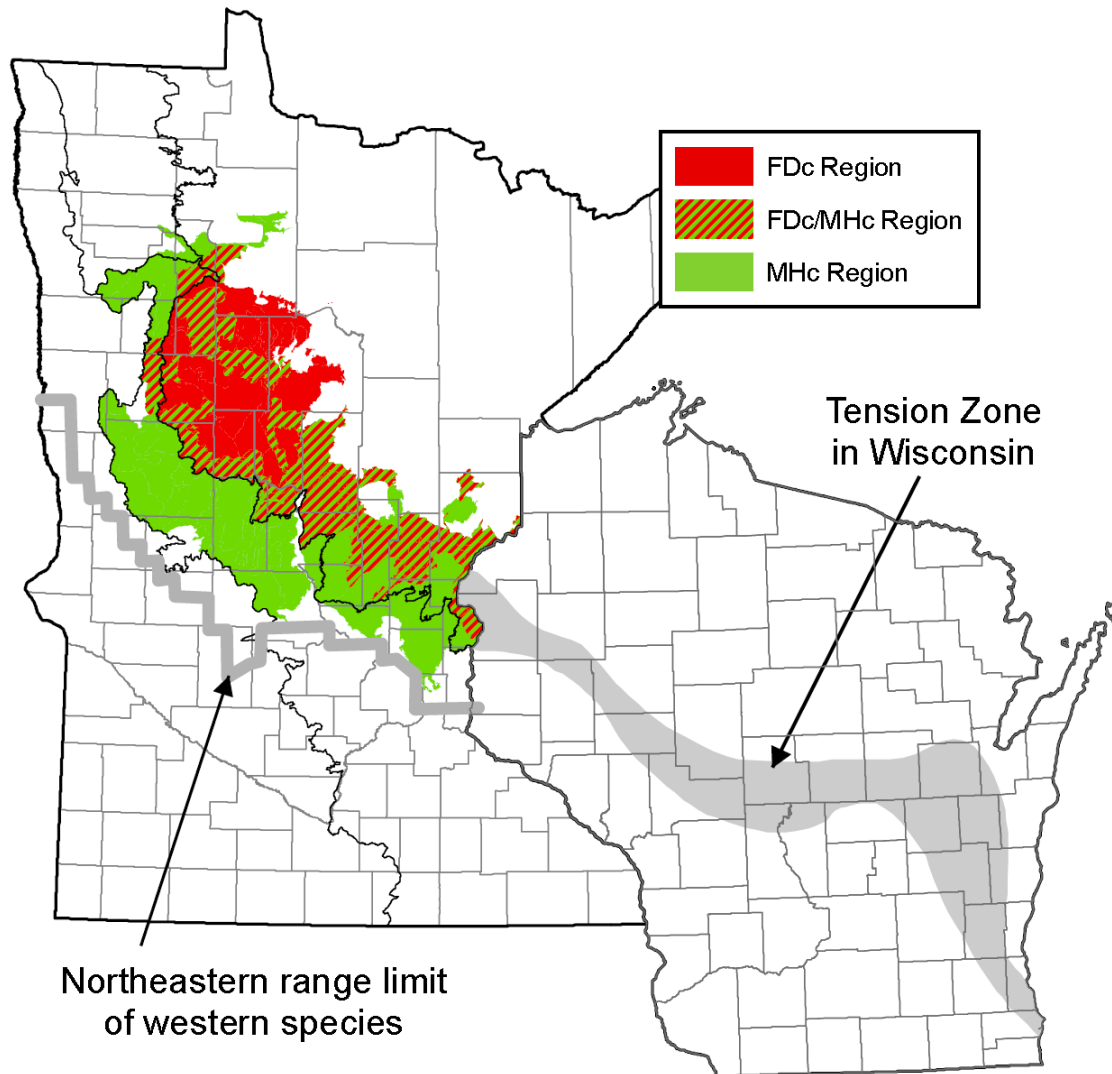 FDc Region
FDc/MHc Region
MHc Region
Tension Zone
in Wisconsin
Northeastern range limit
of western species